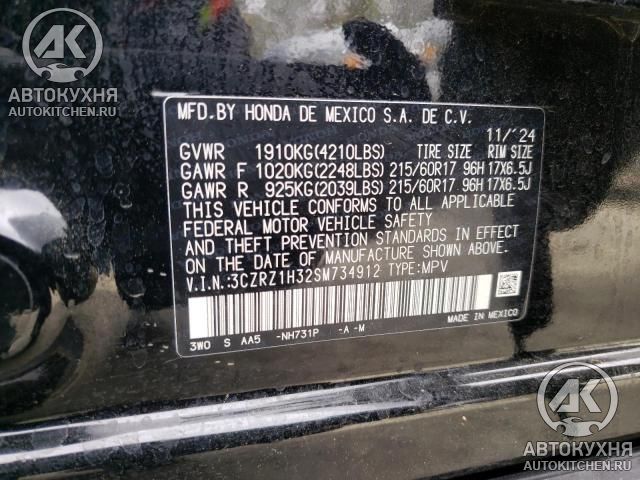 АВТОКУХНЯ
AUTOKITCHEN.RU
MFD.BY HONDA DE MEXICO S.A. DE C.V.
11/'24
GVWR 1910KG(4210LBS) TIRE SIZE RIM SIZE
GAWR F 1020KG(2248LBS) 215/60R17 96H 17X6.5J
GAWR R 925KG(2039LBS) 215/60R17 96H 17X6.5J
THIS VEHICLE CONFORMS TO ALL APPLICABLE
FEDERAL MOTOR VEHICLE SAFETY
AND THEFT PREVENTION STANDARDS IN EFFECT
ON THE DATE OF MANUFACTURE SHOWN ABOVE.
V.I.N.:3CZRZ1H32SM734912 TYPE:MPV
3W0 S AA5 -NH731P -A-M MADE IN MEXICO
АК
АВТОКУХНЯ
AUTOKITCHEN.RU